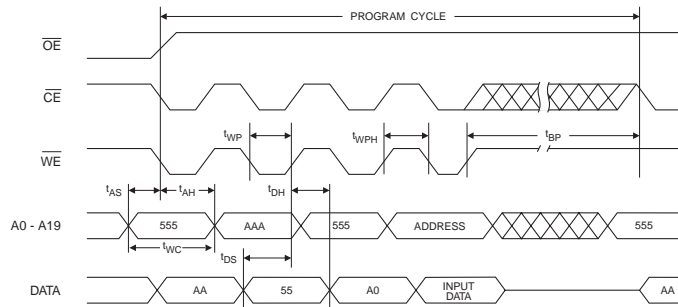 PROGRAM CYCLE
OE
CE
tWP
tWPH
tBP
WE
tAS
tAH
tDH
A0 - A19
555
AAA
555
ADDRESS
555
tWC
tDS
DATA
AA
55
A0
INPUT
DATA
AA